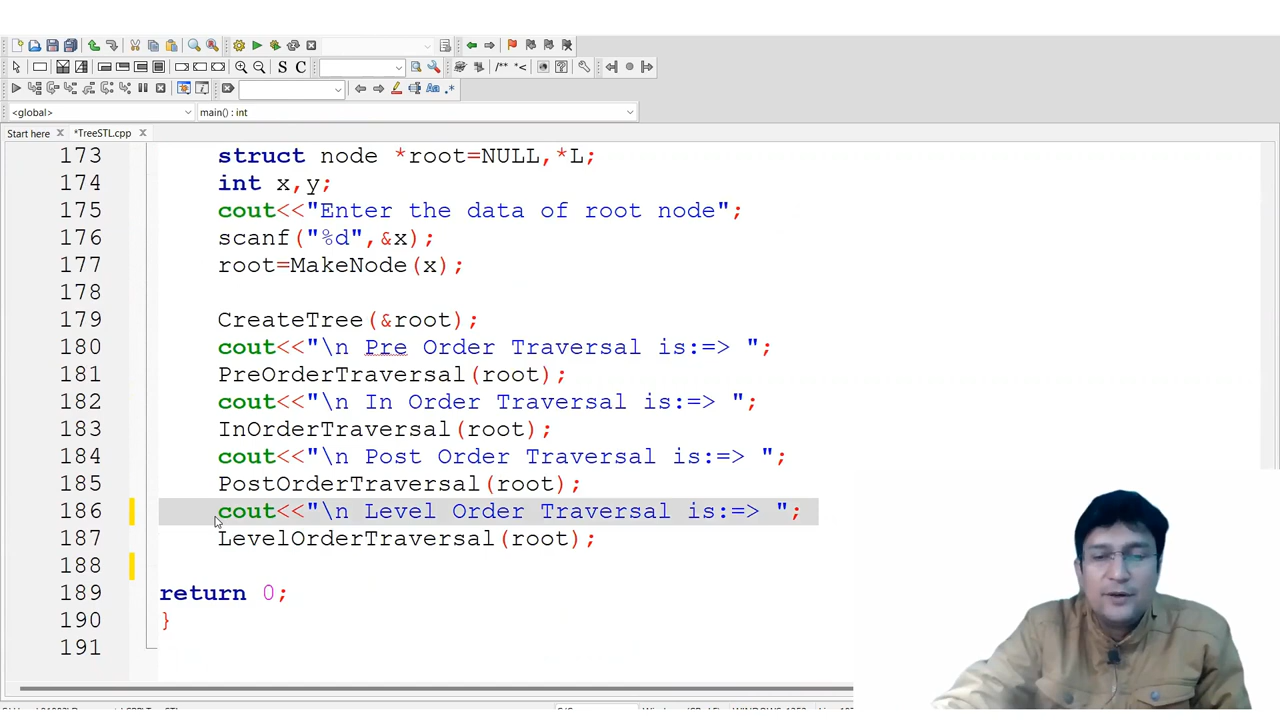 <global>
main() : int
Start here
*TreeSTL.cpp
173 struct node *root=NULL,*L;
174 int x,y;
175 cout<<"Enter the data of root node";
176 scanf("%d",&x);
177 root=MakeNode(x);
178
179 CreateTree(&root);
180 cout<<"\n Pre Order Traversal is:=> ";
181 PreOrderTraversal(root);
182 cout<<"\n In Order Traversal is:=> ";
183 InOrderTraversal(root);
184 cout<<"\n Post Order Traversal is:=> ";
185 PostOrderTraversal(root);
186 cout<<"\n Level Order Traversal is:=> ";
187 LevelOrderTraversal(root);
188
189 return 0;
190 }
191